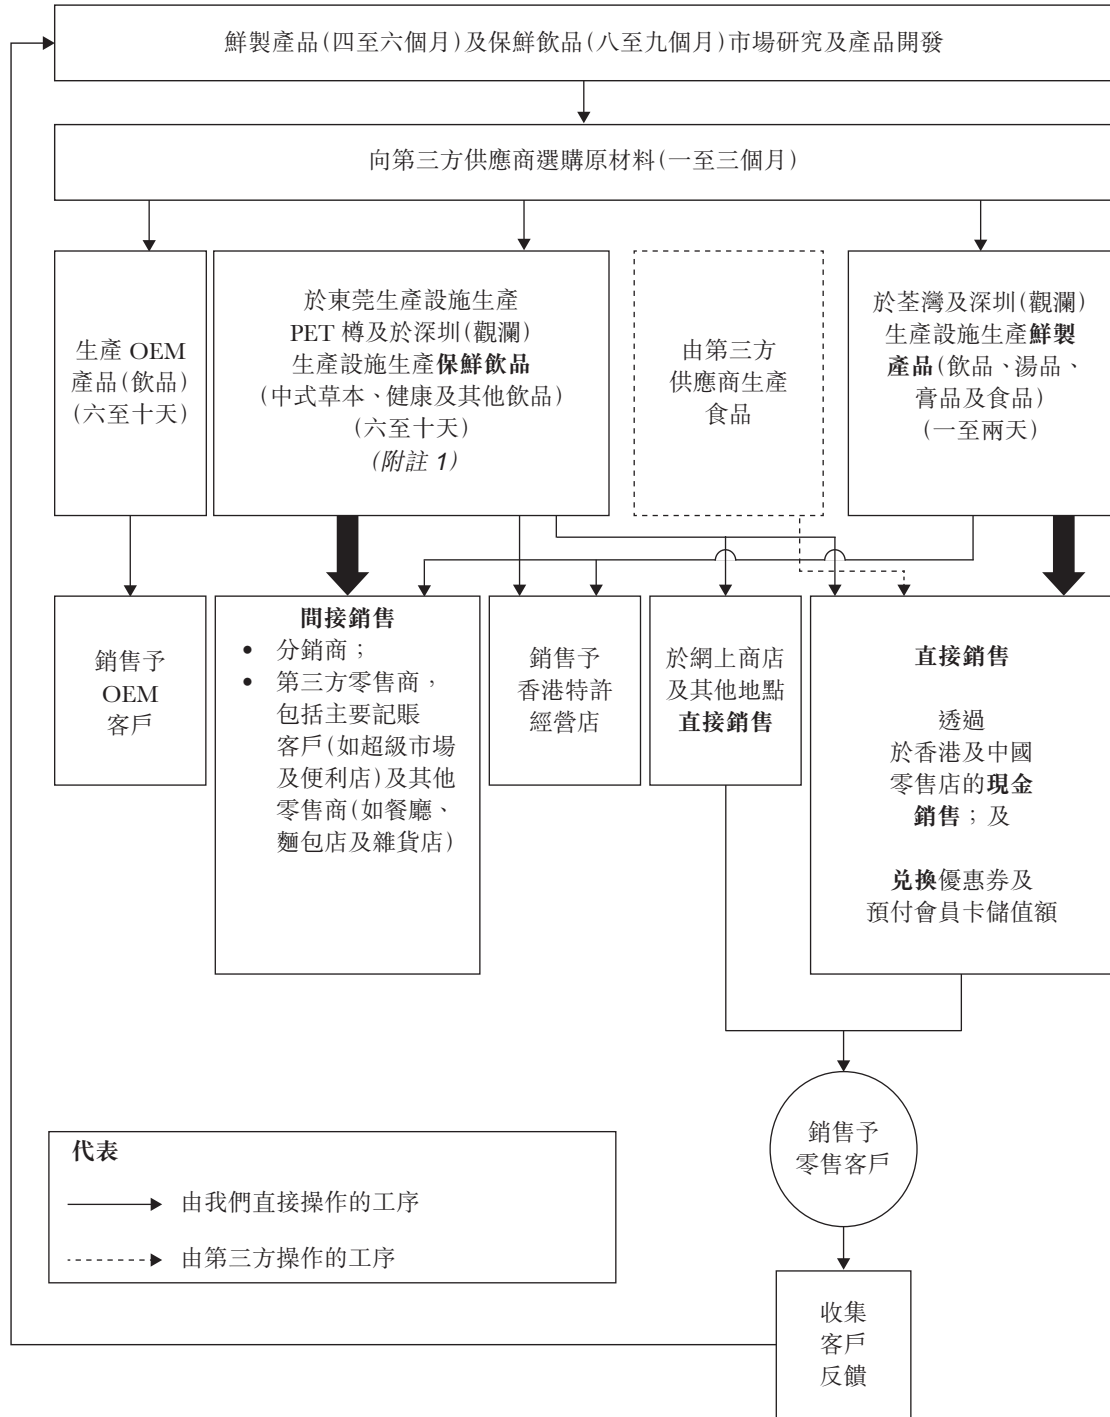 鮮製產品(四至六個月)及保鮮飲品(八至九個月)市場研究及產品開發
向第三方供應商選購原材料(一至三個月)
生產 OEM
產品(飲品)
(六至十天)
於東莞生產設施生產
PET 樽及於深圳(觀瀾)
生產設施生產保鮮飲品
(中式草本、健康及其他飲品)
(六至十天)
(附註 1)
由第三方
供應商生產
食品
於荃灣及深圳(觀瀾)
生產設施生產鮮製
產品(飲品、湯品、
膏品及食品)
(一至兩天)
銷售予
OEM
客戶
間接銷售
• 分銷商；
• 第三方零售商，
包括主要記賬
客戶(如超級市場
及便利店)及其他
零售商(如餐廳、
麵包店及雜貨店)
銷售予
香港特許
經營店
於網上商店
及其他地點
直接銷售
直接銷售
透過
於香港及中國
零售店的現金
銷售；及
兌換優惠券及
預付會員卡儲值額
銷售予
零售客戶
代表
由我們直接操作的工序
由第三方操作的工序
收集
客戶
反饋